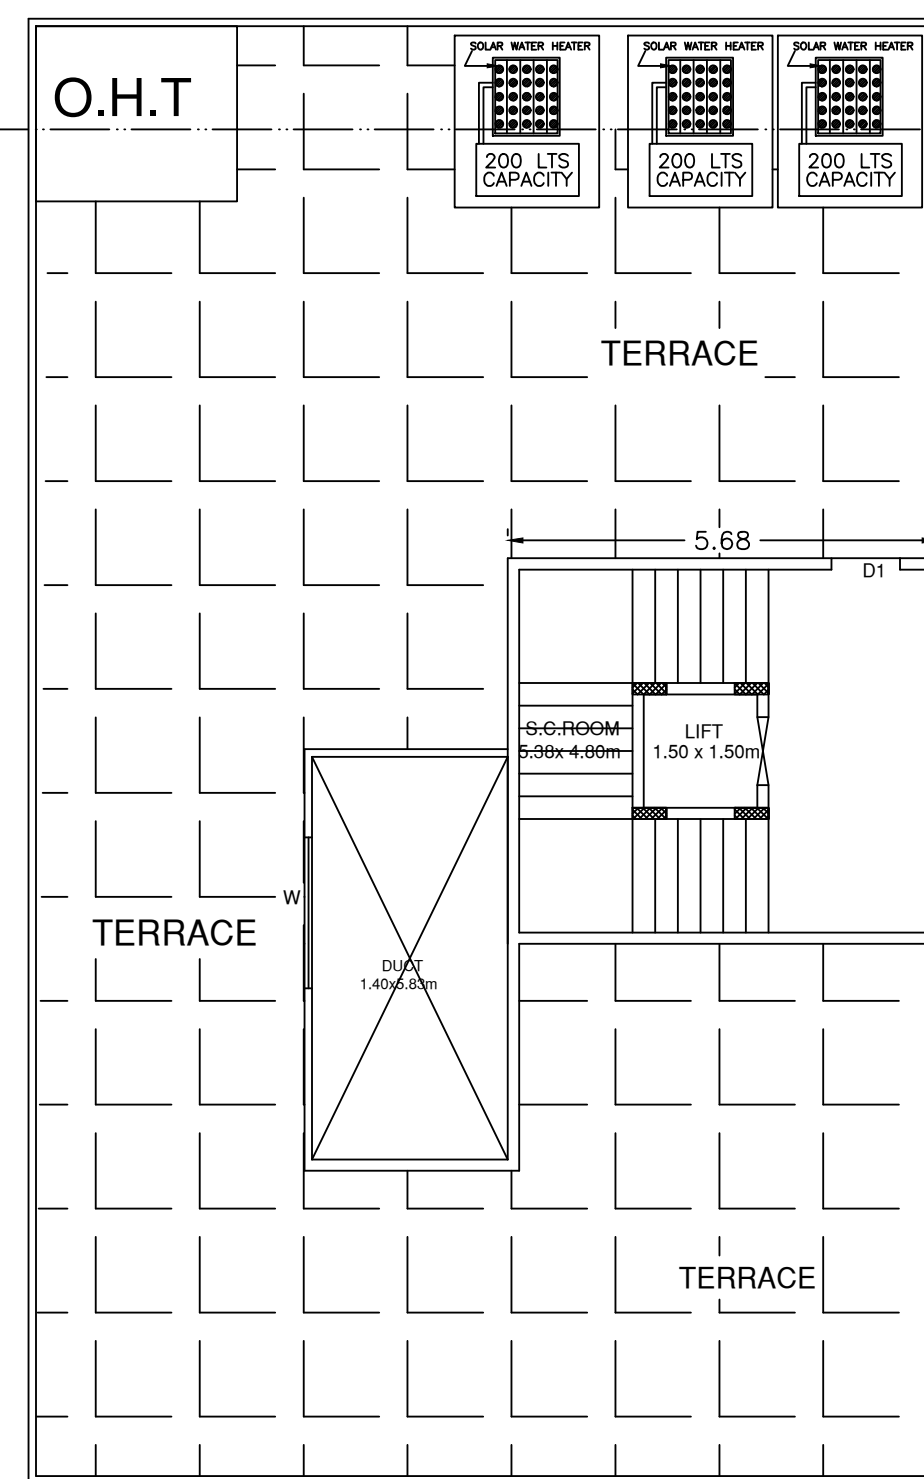 O.H.T
SOLAR WATER HEATER
200 LTS
CAPACITY
SOLAR WATER HEATER
200 LTS
CAPACITY
SOLAR WATER HEATER
200 LTS
CAPACITY
TERRACE
5.68
D1
S.C.ROOM
5.38x 4.80m
LIFT
1.50 x 1.50m
W
TERRACE
DUCT
1.40x5.83m
TERRACE